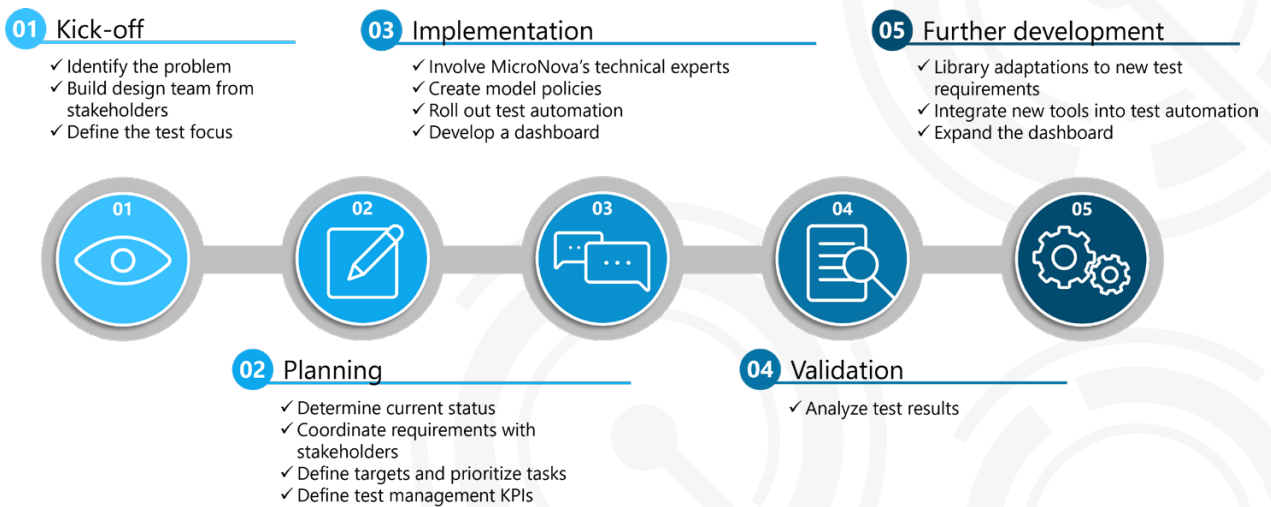 01 Kick-off
✓ Identify the problem
✓ Build design team from
stakeholders
✓ Define the test focus
03 Implementation
✓ Involve MicroNova’s technical experts
✓ Create model policies
✓ Roll out test automation
✓ Develop a dashboard
05 Further development
✓ Library adaptations to new test
requirements
✓ Integrate new tools into test automation
✓ Expand the dashboard
01
02
03
04
05
02 Planning
✓ Determine current status
✓ Coordinate requirements with
stakeholders
✓ Define targets and prioritize tasks
✓ Define test management KPIs
04 Validation
✓ Analyze test results